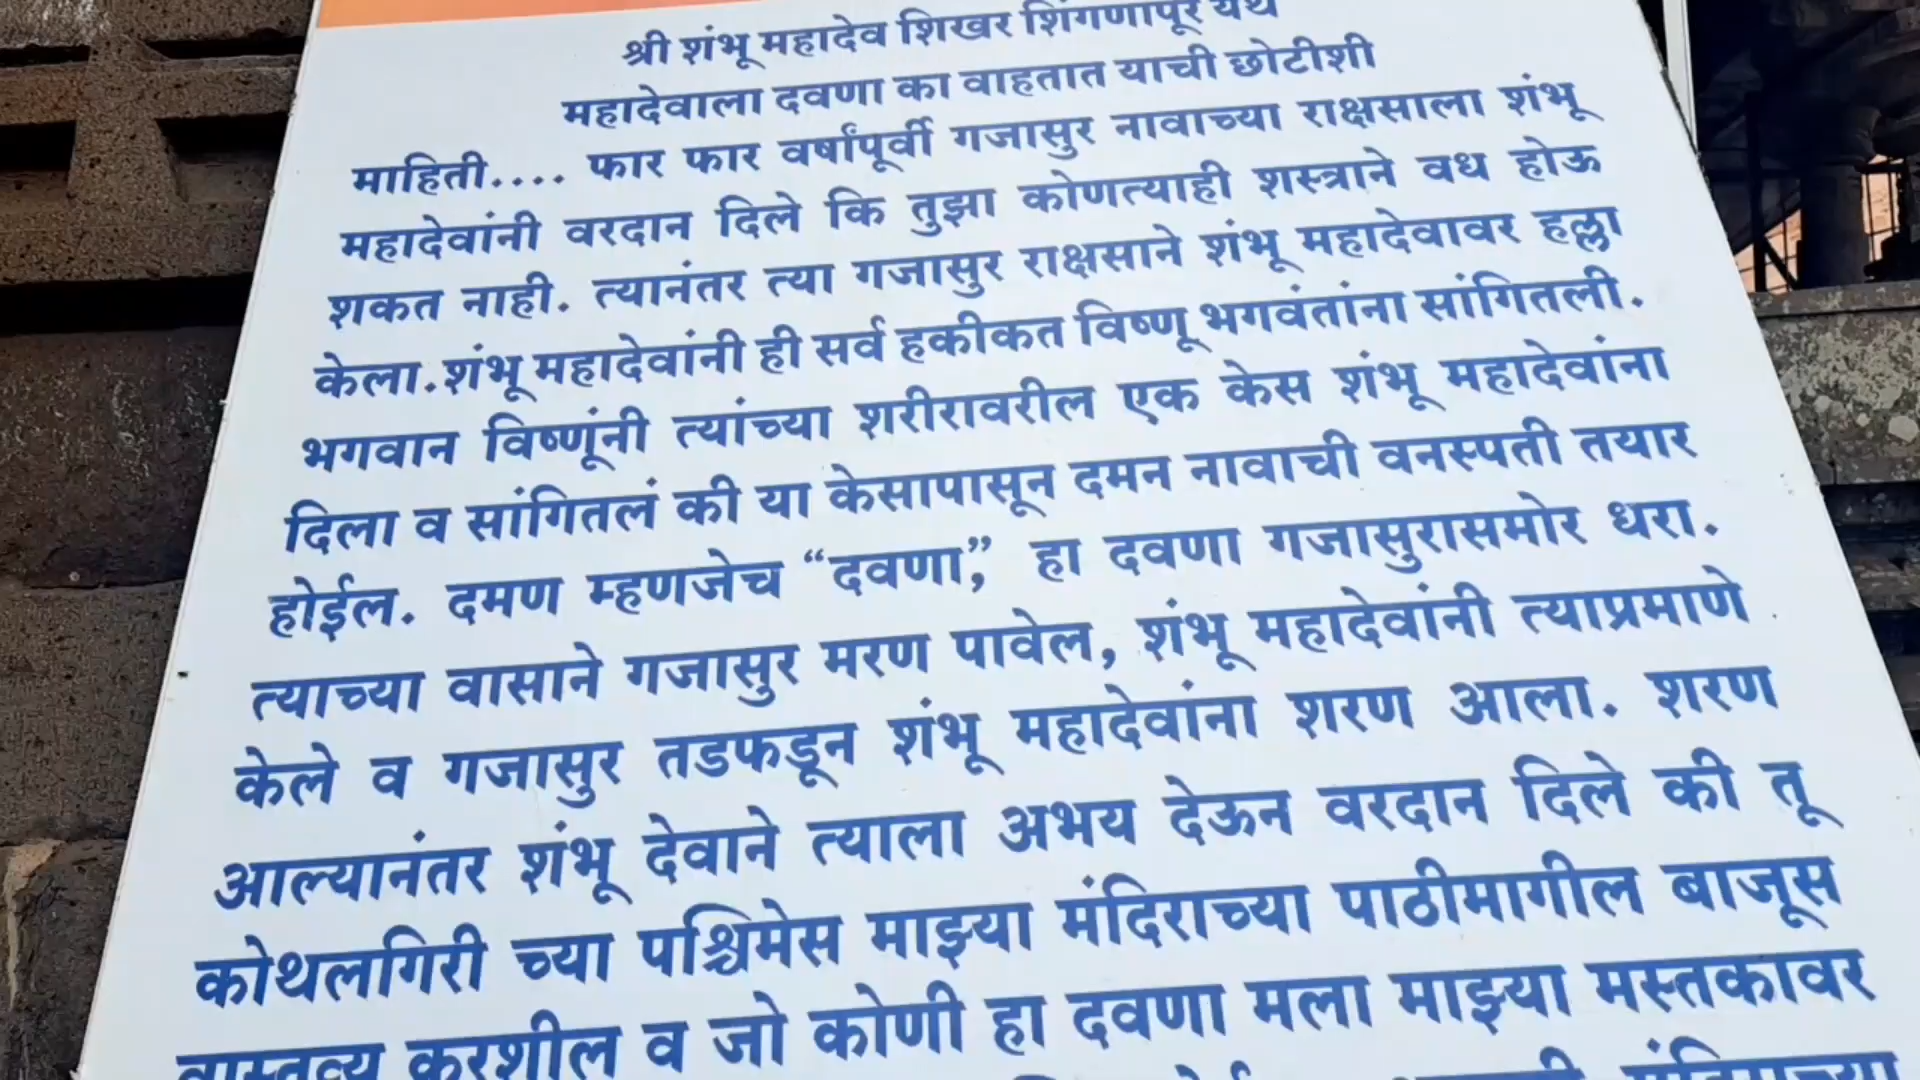 श्री शंभू महादेव शिखर शिंगणापूर येथे
महादेवाला दवणा का वाहतात याची छोटीशी
माहिती.... फार फार वर्षांपूर्वी गजासुर नावाच्या राक्षसाला शंभू
महादेवांनी वरदान दिले कि तुझा कोणत्याही शस्त्राने वध होऊ
शकत नाही. त्यानंतर त्या गजासुर राक्षसाने शंभू महादेवावर हल्ला
केला.शंभू महादेवांनी ही सर्व हकीकत विष्णू भगवंतांना सांगितली.
भगवान विष्णूंनी त्यांच्या शरीरावरील एक केस शंभू महादेवांना
दिला व सांगितलं की या केसापासून दमन नावाची वनस्पती तयार
होईल. दमण म्हणजेच “दवणा,” हा दवणा गजासुरासमोर धरा.
त्याच्या वासाने गजासुर मरण पावेल, शंभू महादेवांनी त्याप्रमाणे
केले व गजासुर तडफडून शंभू महादेवांना शरण आला. शरण
आल्यानंतर शंभू देवाने त्याला अभय देऊन वरदान दिले की तू
कोथलगिरी च्या पश्चिमेस माझ्या मंदिराच्या पाठीमागील बाजूस
वास्तव्य करशील व जो कोणी हा दवणा मला माझ्या मस्तकावर